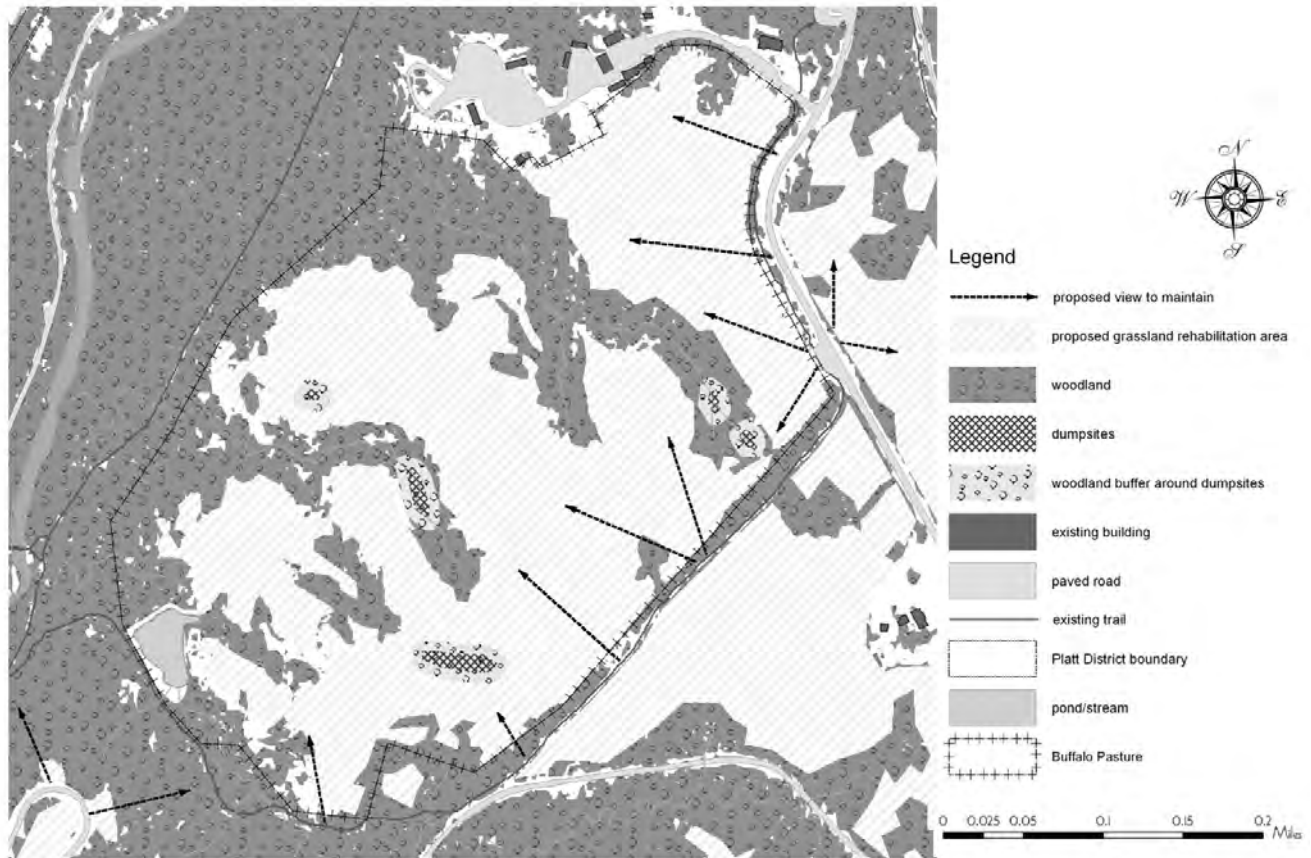 N
W
E
S
Legend
proposed view to maintain
proposed grassland rehabilitation area
woodland
dumpsites
woodland buffer around dumpsites
existing building
paved road
existing trail
Platt District boundary
pond/stream
Buffalo Pasture
0 0.025 0.05 0.1 0.15 0.2
Miles